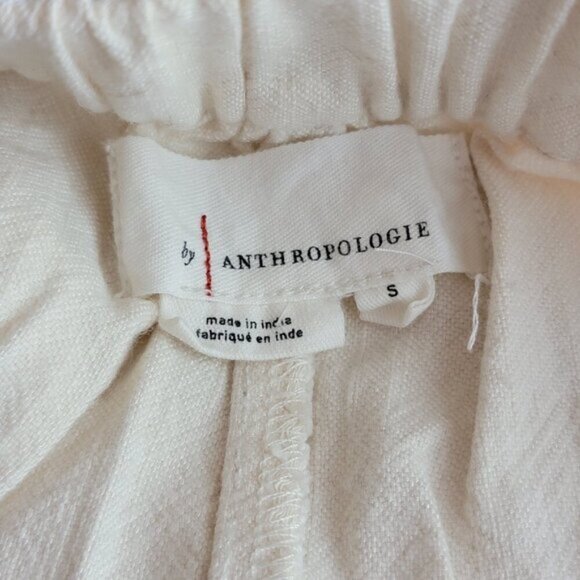 by ANTHROPOLOGIE
S
made in india
fabriqué en inde